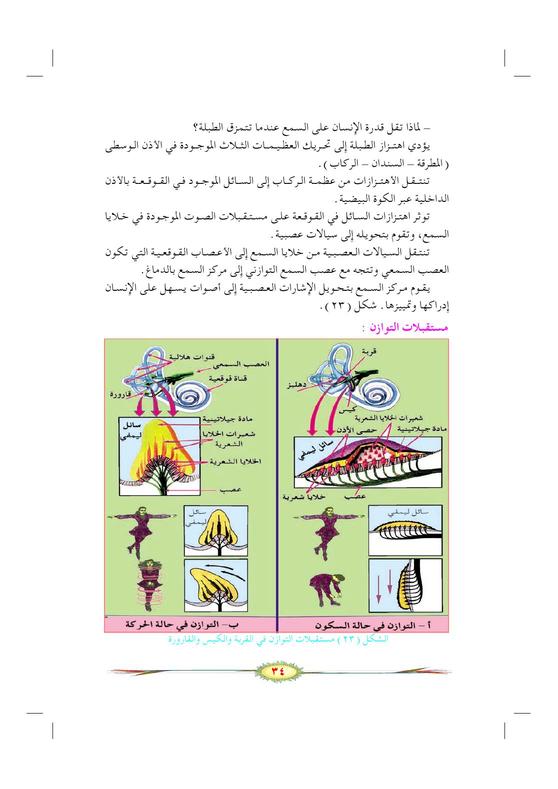 – لماذا تقل قدرة الإنسان على السمع عندما تتمزق الطبلة؟
يؤدي اهتزاز الطبلة إلى تحريك العظيمات الثلاث الموجودة في الأذن الوسطى
( المطرقة – السندان – الركاب ) .
تنتقل الاهتزازات من عظمة الركاب إلى السائل الموجود في القوقعة بالأذن
الداخلية عبر الكوة البيضية .
توثر اهتزازات السائل في القوقعة على مستقبلات الصوت الموجودة في خلايا
السمع، وتقوم بتحويله إلى سيالات عصبية .
تنتقل السيالات العصبية من خلايا السمع إلى الأعصاب القوقعية التي تكون
العصب السمعي وتتجه مع عصب السمع التوازني إلى مركز السمع بالدماغ .
يقوم مركز السمع بتحويل الإشارات العصبية إلى أصوات يسهل على الإنسان
إدراكها وتمييزها . شكل ( ٢٣ ) .
مستقبلات التوازن :
قربة
دهليز
كيس
شعيرات الخلايا الشعرية
مادة جيلاتينية
حصى الأذن
سائل ليمفي
عصب
خلايا شعرية
سائل ليمفي
أ – التوازن في حالة السكون
قنوات هلالية
العصب السمعي
قناة قوقعية
قارورة
مادة جيلاتينية
سائل
ليمفي
شعيرات الخلايا
الشعرية
الخلايا الشعرية
عصب
سائل
ليمفي
ب – التوازن في حالة الحركة
الشكل ( ٢٣ ) مستقبلات التوازن في القربة والكيس والقارورة
٣٤